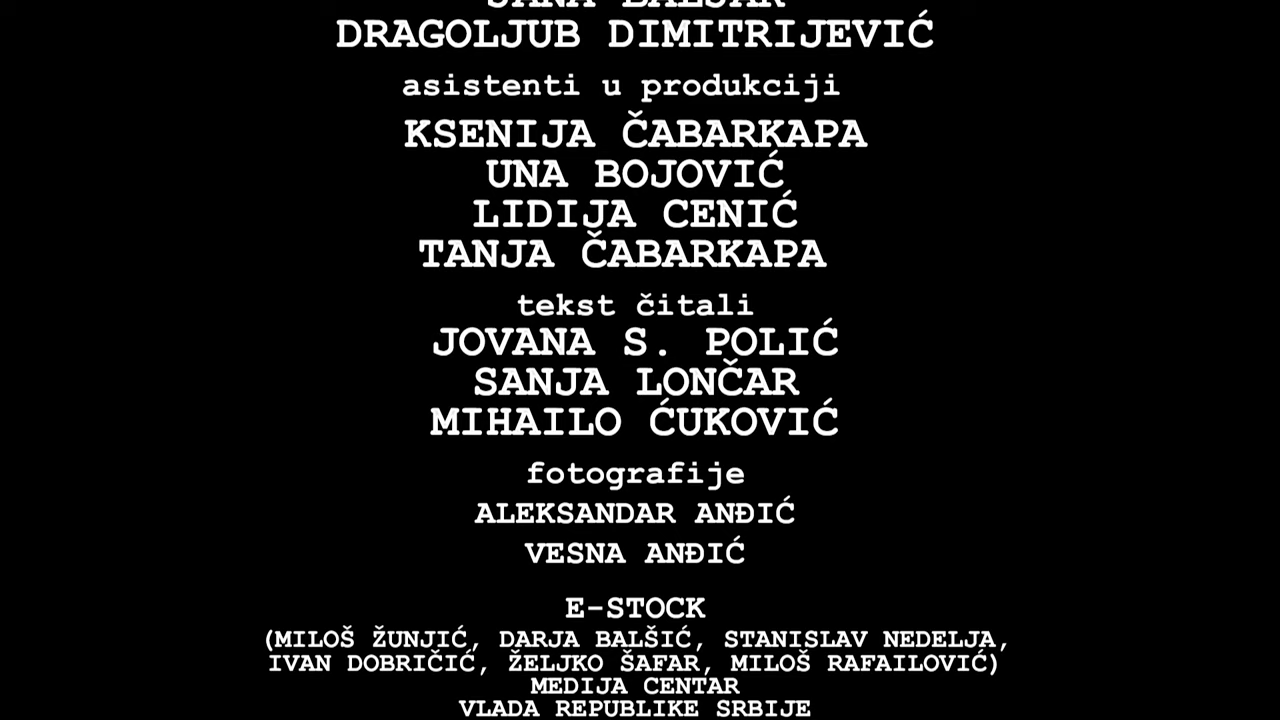 DRAGOLJUB DIMITRIJEVIĆ
asistenti u produkciji
KSENIJA ČABARKAPA
UNA BOJOVIĆ
LIDIJA CENIĆ
TANJA ČABARKAPA
tekst čitali
JOVANA S. POLIĆ
SANJA LONČAR
MIHAILO ĆUKOVIĆ
fotografije
ALEKSANDAR ANĐIĆ
VESNA ANĐIĆ
E-STOCK
(MILOŠ ŽUNJIĆ, DARJA BALŠIĆ, STANISLAV NEDELJA,
IVAN DOBRIČIĆ, ŽELJKO ŠAFAR, MILOŠ RAFAILOVIĆ)
MEDIJA CENTAR
VLADA REPUBLIKE SRBIJE